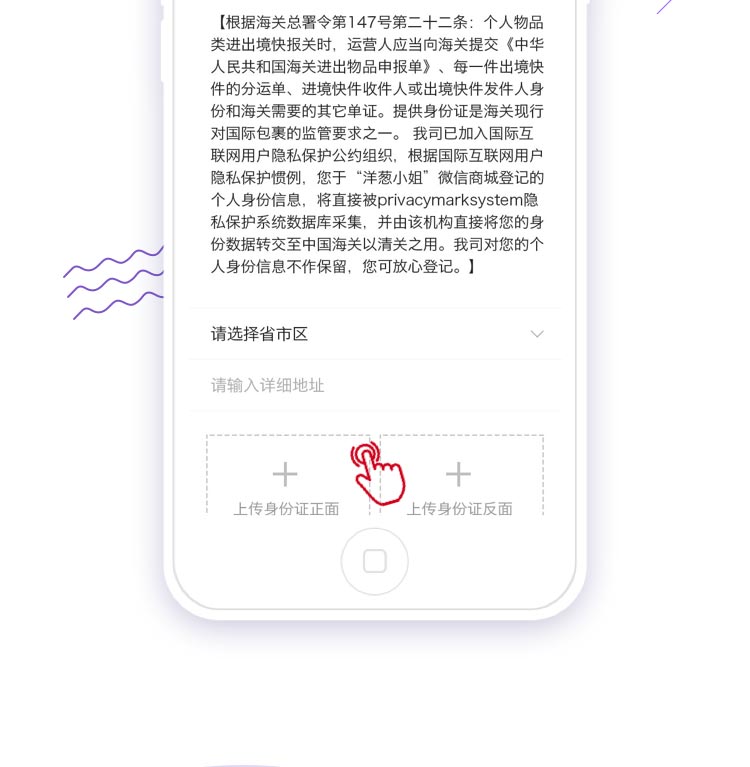 【根据海关总署令第147号第二十二条：个人物品
类进出境快报关时，运营人应当向海关提交《中华
人民共和国海关进出物品申报单》、每一件出境快
件的分运单、进境快件收件人或出境快件发件人身
份和海关需要的其它单证。提供身份证是海关现行
对国际包裹的监管要求之一。 我司已加入国际互
联网用户隐私保护公约组织，根据国际互联网用户
隐私保护惯例，您于“洋葱小姐”微信商城登记的
个人身份信息，将直接被privacymarksystem隐
私保护系统数据库采集，并由该机构直接将您的身
份数据转交至中国海关以清关之用。我司对您的个
人身份信息不作保留，您可放心登记。】
请选择省市区
请输入详细地址
上传身份证正面 上传身份证反面